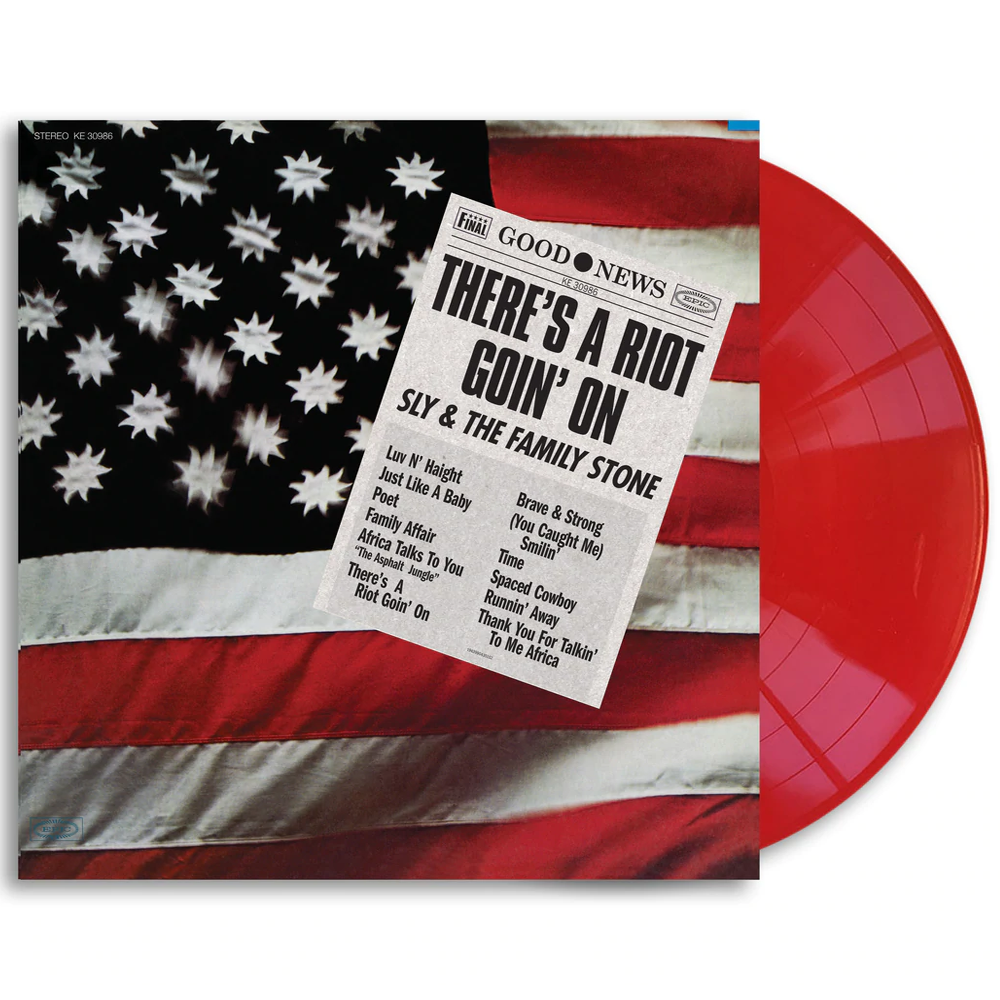 STEREO KE 30986
FINAL
GOOD NEWS
KE 30986
EPIC
THERE'S A RIOT
GOIN' ON
SLY & THE FAMILY STONE
Luv N' Haight
Just Like A Baby
Poet
Family Affair
Africa Talks To You
"The Asphalt Jungle"
There's A
Riot Goin' On
Brave & Strong
(You Caught Me)
Smilin'
Time
Spaced Cowboy
Runnin' Away
Thank You For Talkin'
To Me Africa
EPIC